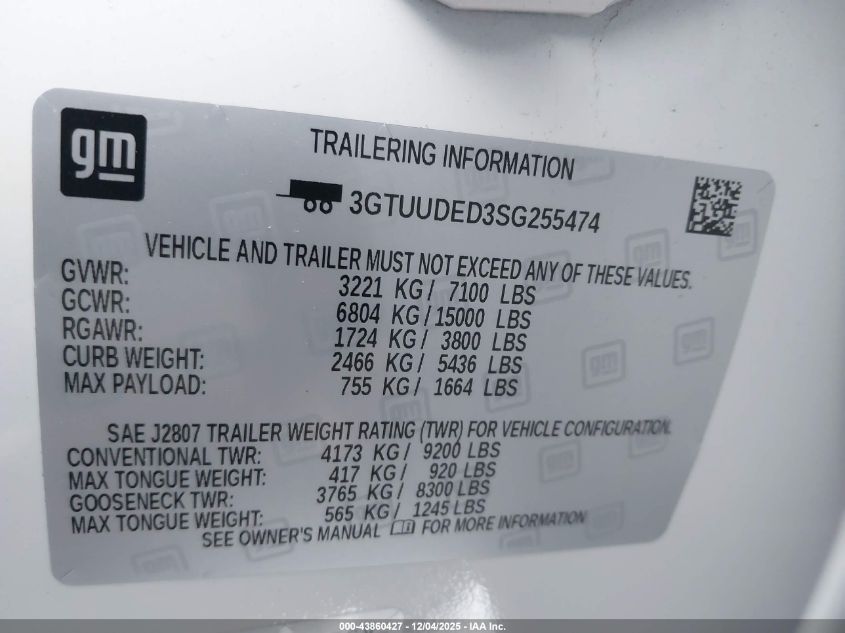 gm
TRAILERING INFORMATION
3GTUUDED3SG255474
VEHICLE AND TRAILER MUST NOT EXCEED ANY OF THESE VALUES.
GVWR: 3221 KG/ 7100 LBS
GCWR: 6804 KG/15000 LBS
RGAWR: 1724 KG/ 3800 LBS
CURB WEIGHT: 2466 KG/ 5436 LBS
MAX PAYLOAD: 755 KG/ 1664 LBS
SAE J2807 TRAILER WEIGHT RATING (TWR) FOR VEHICLE CONFIGURATION.
CONVENTIONAL TWR: 4173 KG/ 9200 LBS
MAX TONGUE WEIGHT: 417 KG/ 920 LBS
GOOSENECK TWR: 3765 KG/ 8300 LBS
MAX TONGUE WEIGHT: 565 KG/ 1245 LBS
SEE OWNER'S MANUAL FOR MORE INFORMATION
000-43860427 - 12/04/2025 - IAA Inc.